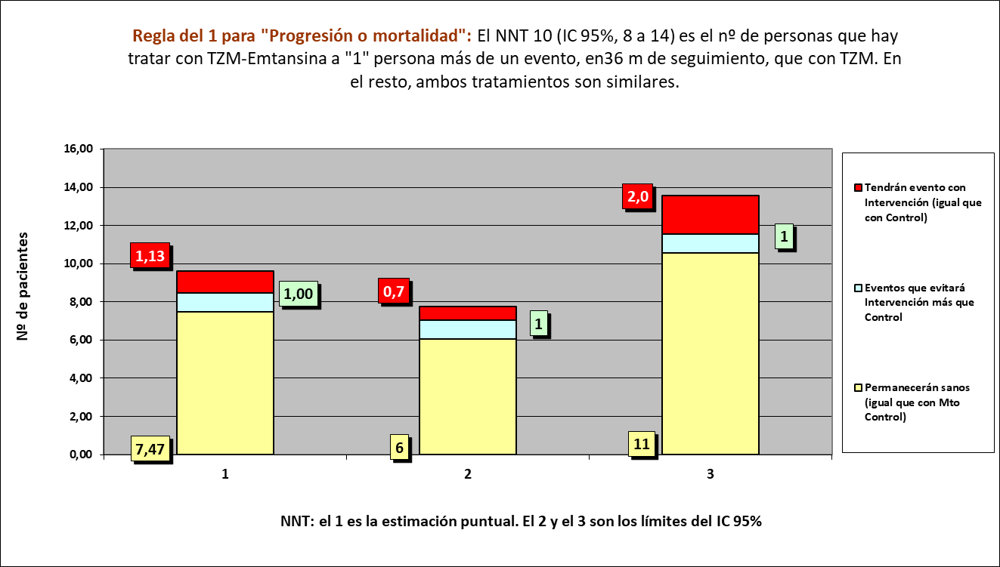 Regla del 1 para "Progresión o mortalidad": El NNT 10 (IC 95%, 8 a 14) es el nº de personas que hay
tratar con TZM-Emtansina a "1" persona más de un evento, en36 m de seguimiento, que con TZM. En
el resto, ambos tratamientos son similares.
Nº de pacientes
16,00
14,00
12,00
10,00
8,00
6,00
4,00
2,00
0,00
1,13
1,00
7,47
0,7
1
6
2,0
1
11
1
2
3
NNT: el 1 es la estimación puntual. El 2 y el 3 son los límites del IC 95%
Tendrán evento con
Intervención (igual que
con Control)
Eventos que evitará
Intervención más que
Control
Permanecerán sanos
(igual que con Mto
Control)